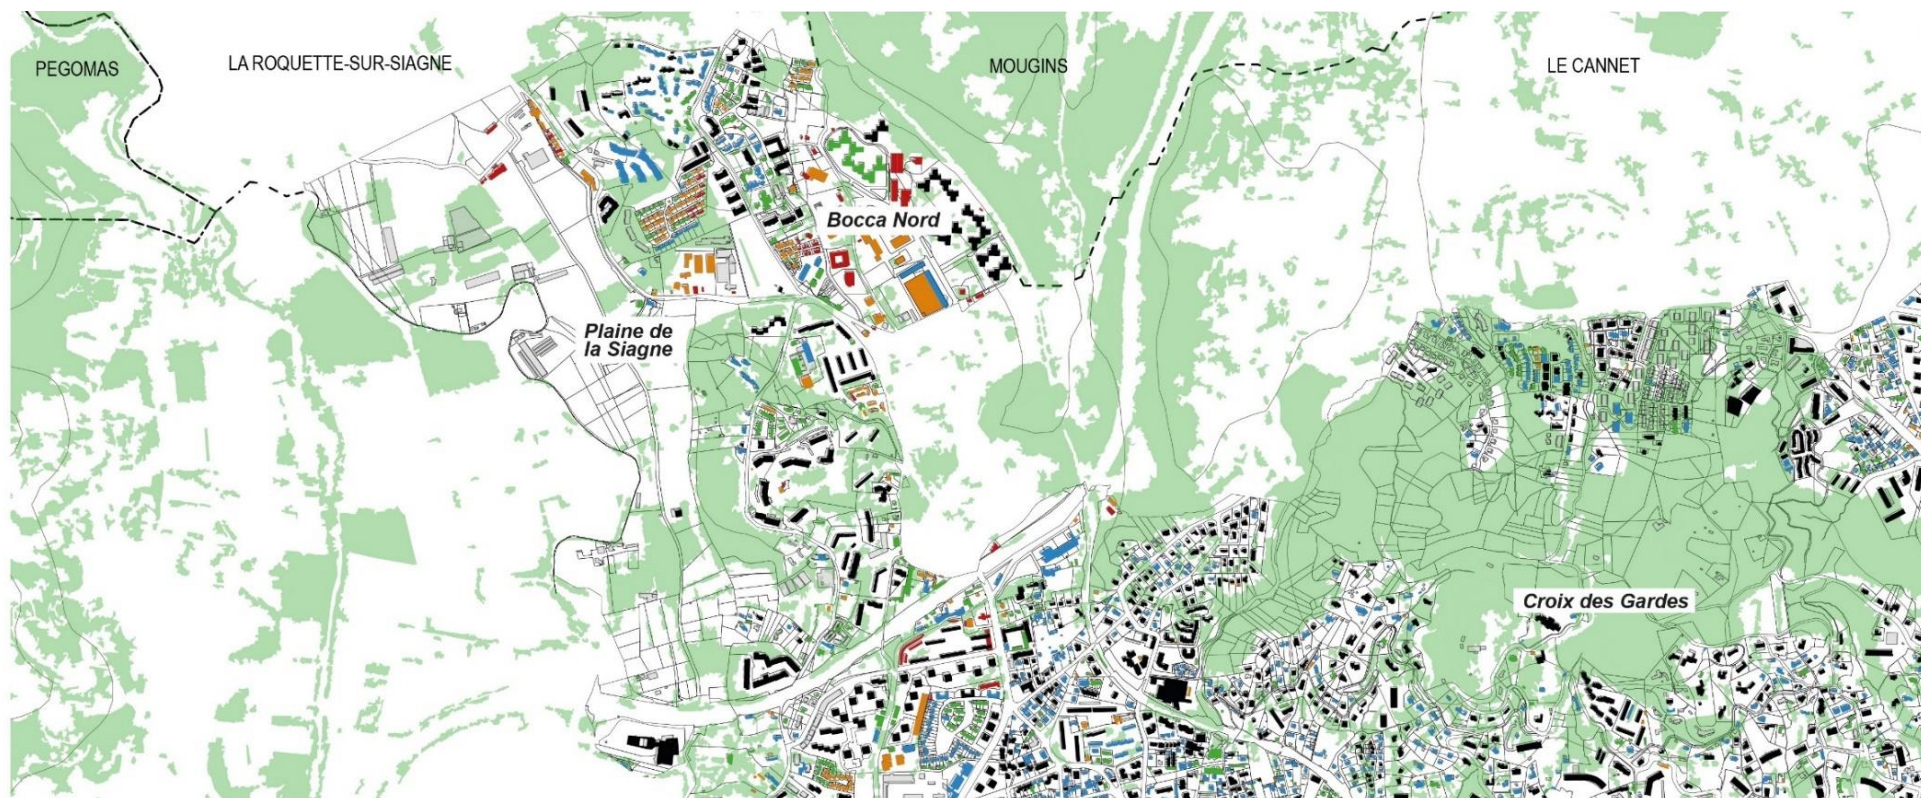 PEGOMAS
LA ROQUETTE-SUR-SIAGNE
MOUGINS
LE CANNET
Bocca Nord
Plaine de
la Siagne
Croix des Gardes